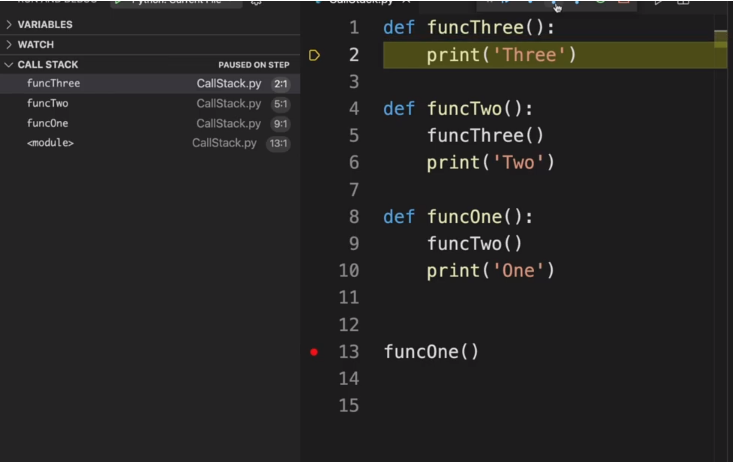 RUN AND DEBUG
Python: Current File
CallStack.py
VARIABLES
WATCH
CALL STACK PAUSED ON STEP
funcThree CallStack.py 2:1
funcTwo CallStack.py 5:1
funcOne CallStack.py 9:1
<module> CallStack.py 13:1
1 def funcThree():
2     print('Three')
3
4 def funcTwo():
5     funcThree()
6     print('Two')
7
8 def funcOne():
9     funcTwo()
10     print('One')
11
12
13 funcOne()
14
15